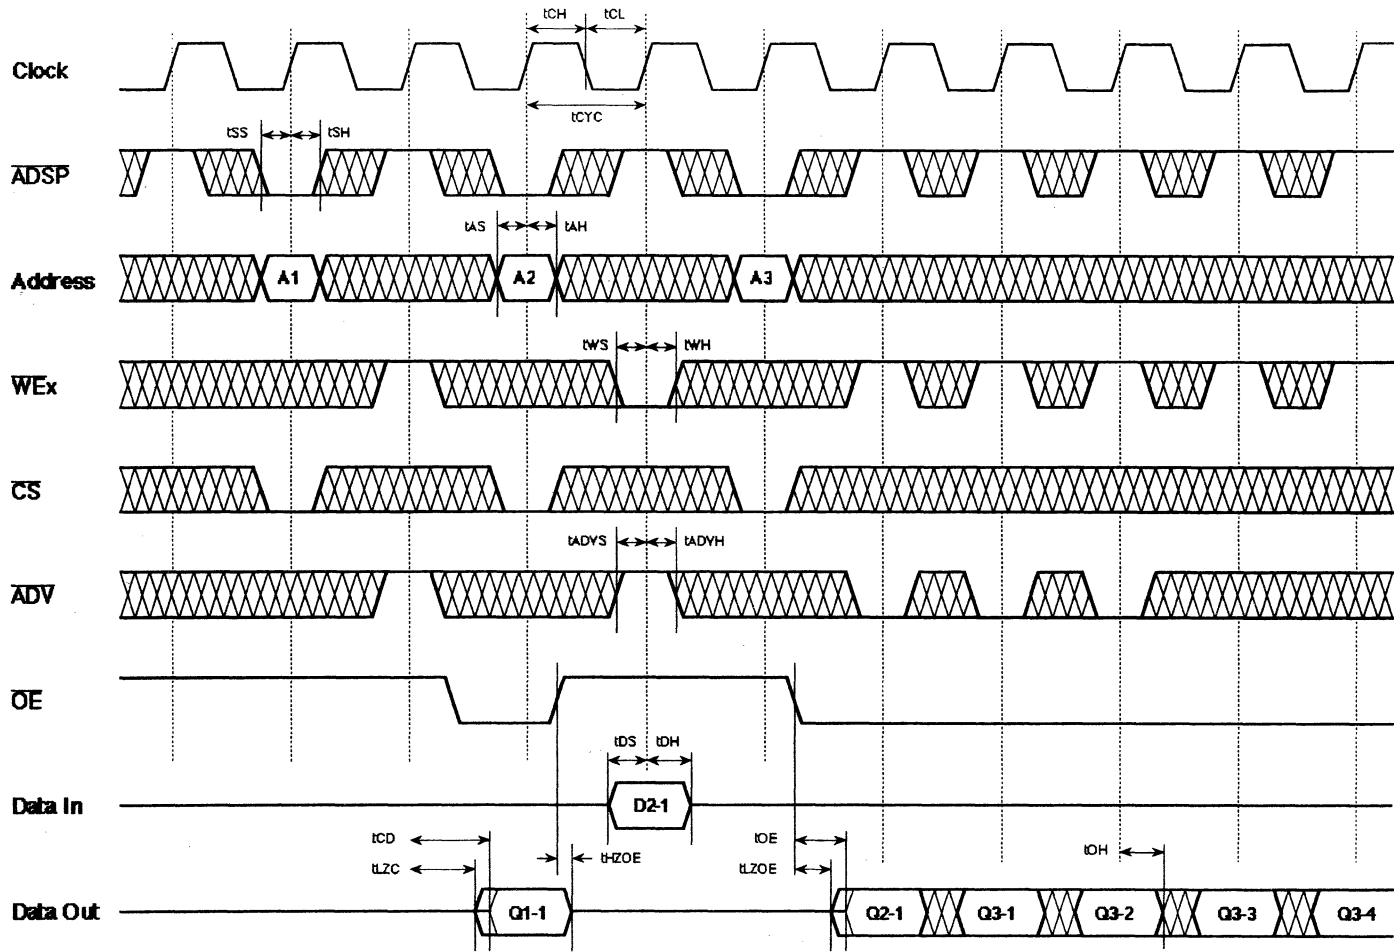 tCH tCL
Clock
tCYC
tSS tSH
ADSP
tAS tAH
Address A1 A2 A3
tWS tWH
WEx
CS
tADVS tADVH
ADV
OE
tDS tDH
Data In D2-1
tCD tHZOE tOE tOH
tLZC tLZOE
Data Out Q1-1 Q2-1 Q3-1 Q3-2 Q3-3 Q3-4